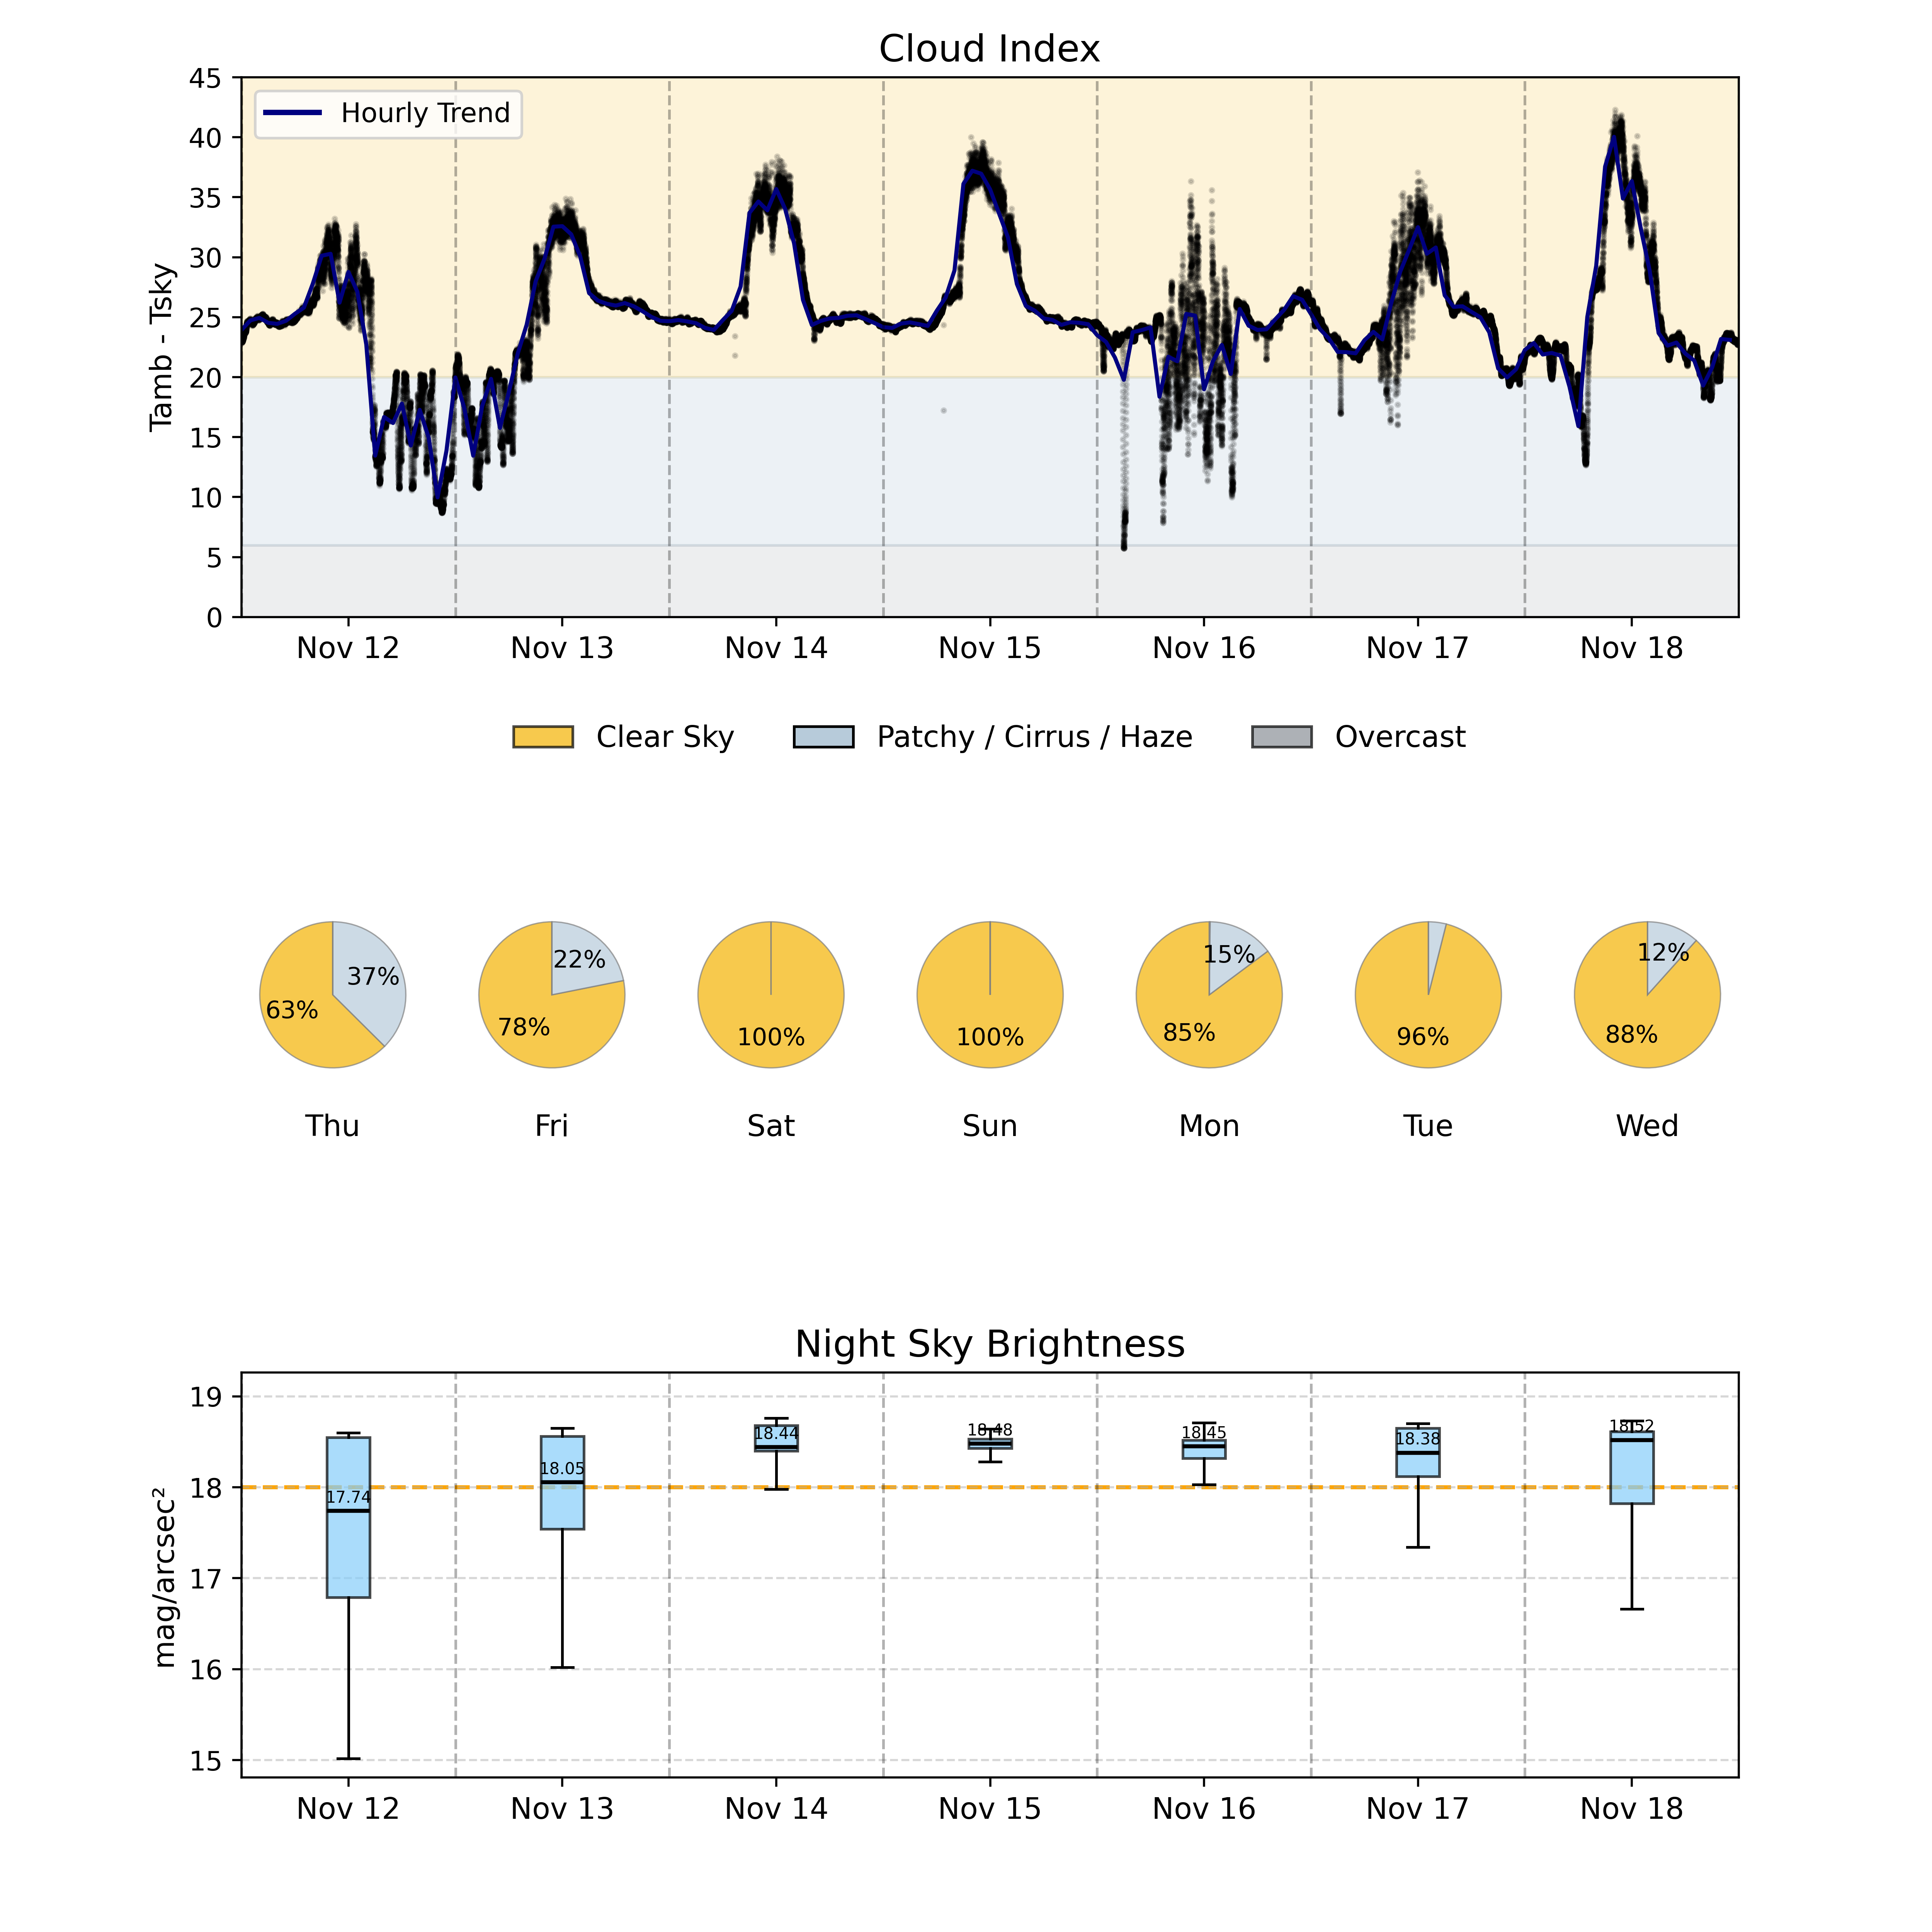 Cloud Index
45
40
35
30
25
20
15
10
5
0
Tamb - Tsky
Hourly Trend
Nov 12 Nov 13 Nov 14 Nov 15 Nov 16 Nov 17 Nov 18
Clear Sky Patchy / Cirrus / Haze Overcast
37% 63%
22% 78%
100%
100%
15% 85%
96%
12% 88%
Thu Fri Sat Sun Mon Tue Wed
Night Sky Brightness
19
18
17
16
15
mag/arcsec²
17.74 18.05 18.44 18.48 18.45 18.38 18.52
Nov 12 Nov 13 Nov 14 Nov 15 Nov 16 Nov 17 Nov 18